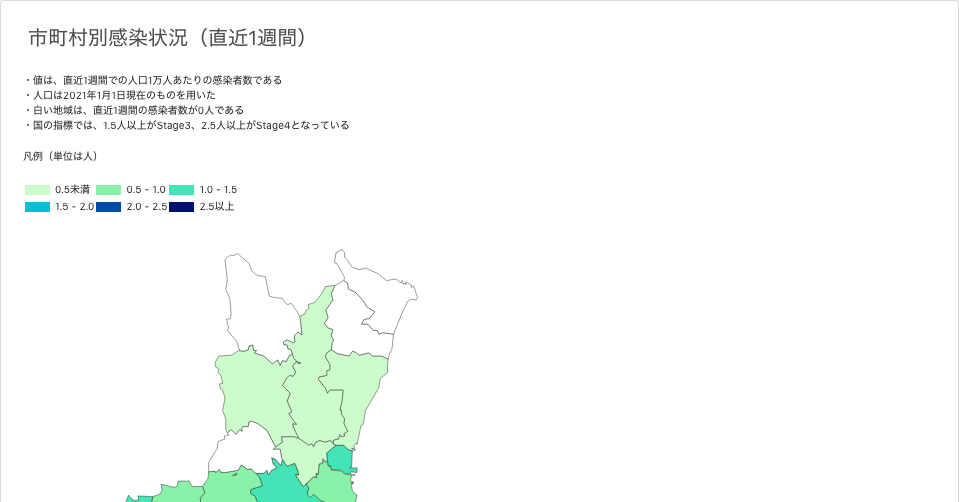 市町村別感染状況（直近1週間）
・値は、直近1週間での人口1万人あたりの感染者数である
・人口は2021年1月1日現在のものを用いた
・白い地域は、直近1週間の感染者数が0人である
・国の指標では、1.5人以上がStage3、2.5人以上がStage4となっている
凡例（単位は人）
0.5未満 0.5 - 1.0 1.0 - 1.5
1.5 - 2.0 2.0 - 2.5 2.5以上